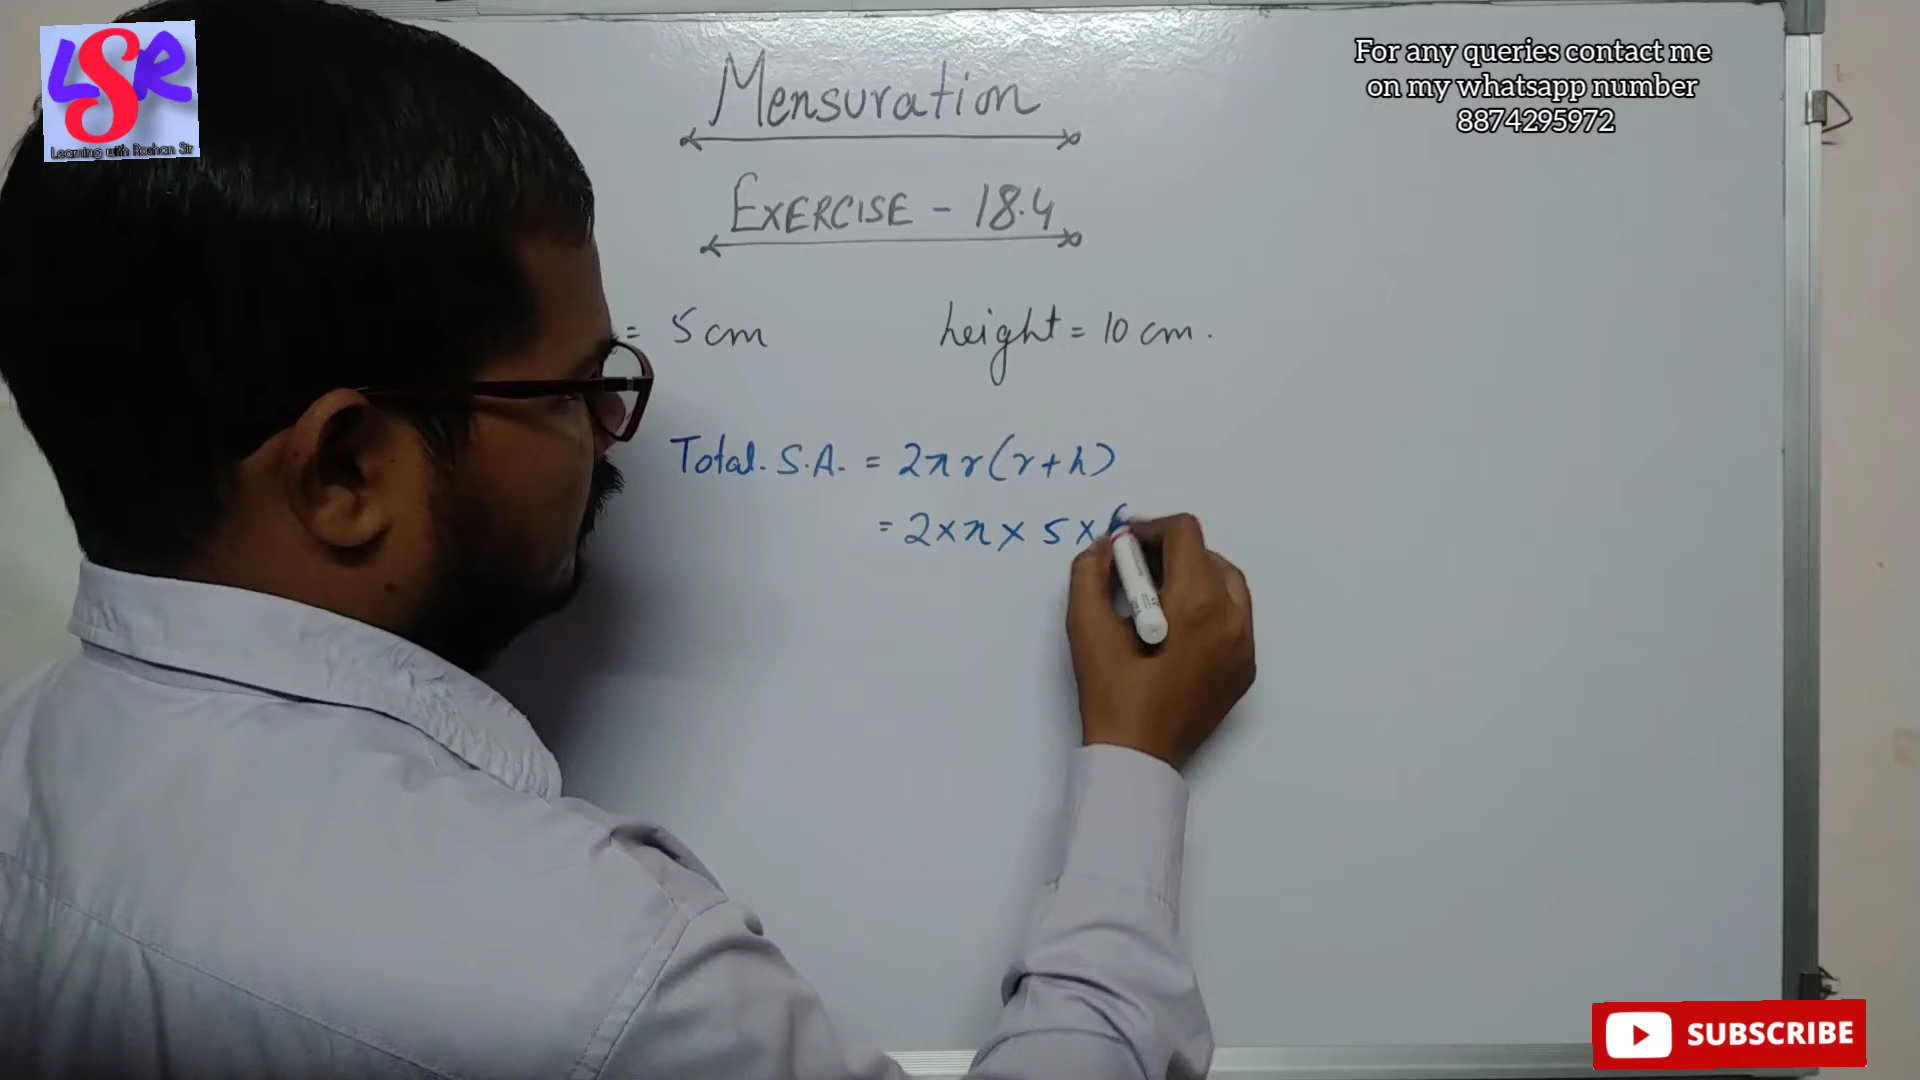 LSR
Learning with Roshan Sir
For any queries contact me
on my whatsapp number
8874295972
Mensuration
EXERCISE - 18.4
= 5 cm height = 10 cm.
Total. S.A. = 2πr(r+h)
= 2×π× 5×(
SUBSCRIBE